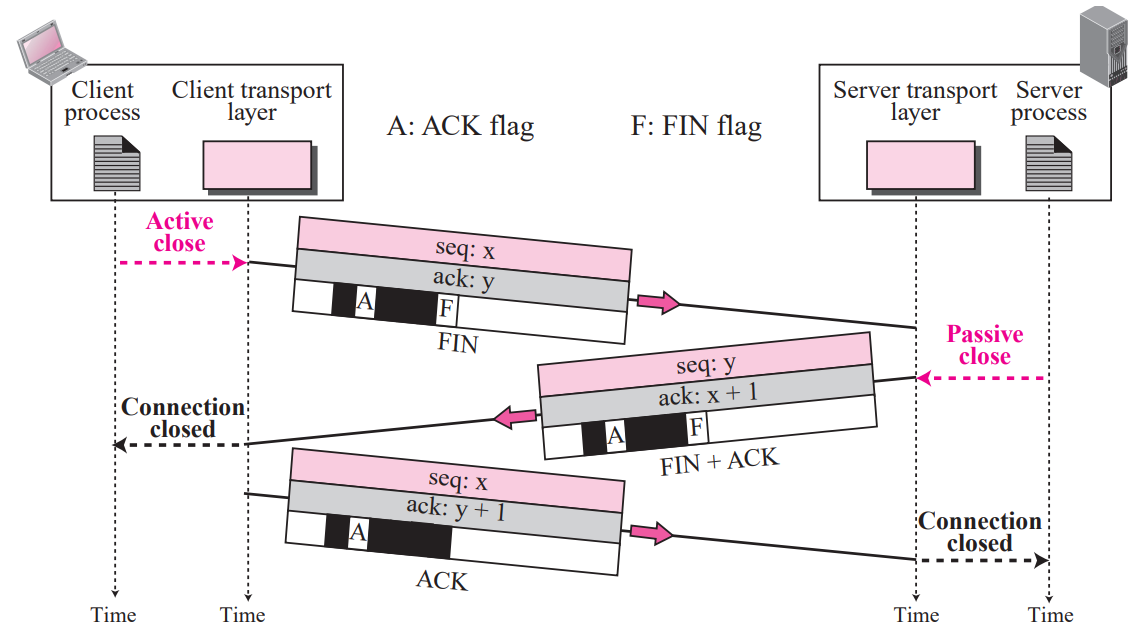 Client
process
Client transport
layer
A: ACK flag
F: FIN flag
Server transport
layer
Server
process
Active
close
seq: x
ack: y
A
F
FIN
Passive
close
seq: y
ack: x + 1
A
F
FIN + ACK
Connection
closed
seq: x
ack: y + 1
A
ACK
Connection
closed
Time
Time
Time
Time